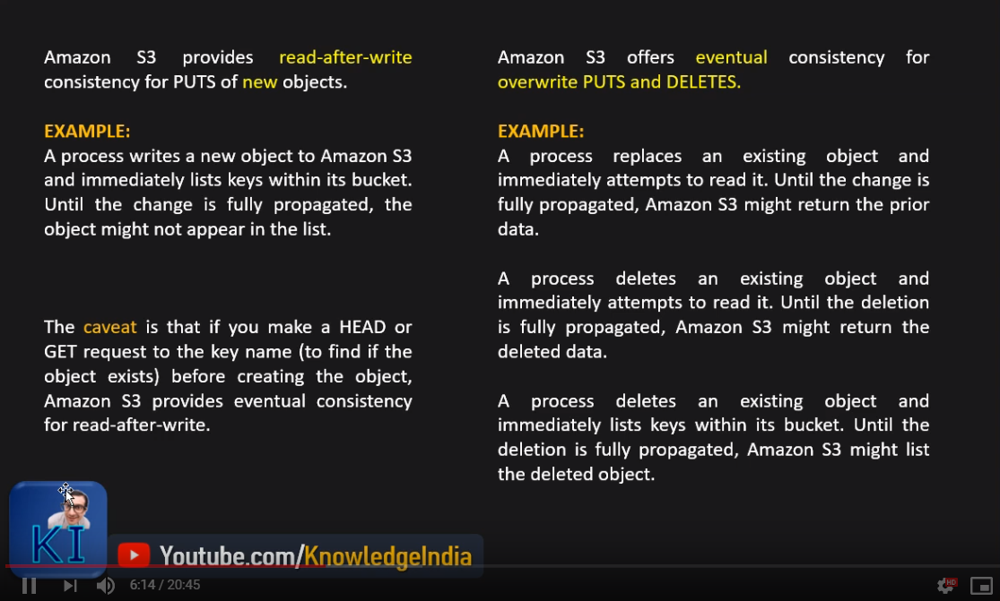 Amazon S3 provides read-after-write
consistency for PUTS of new objects.
EXAMPLE:
A process writes a new object to Amazon S3
and immediately lists keys within its bucket.
Until the change is fully propagated, the
object might not appear in the list.
The caveat is that if you make a HEAD or
GET request to the key name (to find if the
object exists) before creating the object,
Amazon S3 provides eventual consistency
for read-after-write.
Amazon S3 offers eventual consistency for
overwrite PUTS and DELETES.
EXAMPLE:
A process replaces an existing object and
immediately attempts to read it. Until the change is
fully propagated, Amazon S3 might return the prior
data.
A process deletes an existing object and
immediately attempts to read it. Until the deletion
is fully propagated, Amazon S3 might return the
deleted data.
A process deletes an existing object and
immediately lists keys within its bucket. Until the
deletion is fully propagated, Amazon S3 might list
the deleted object.
KI
Youtube.com/KnowledgeIndia
6:14 / 20:45
HD